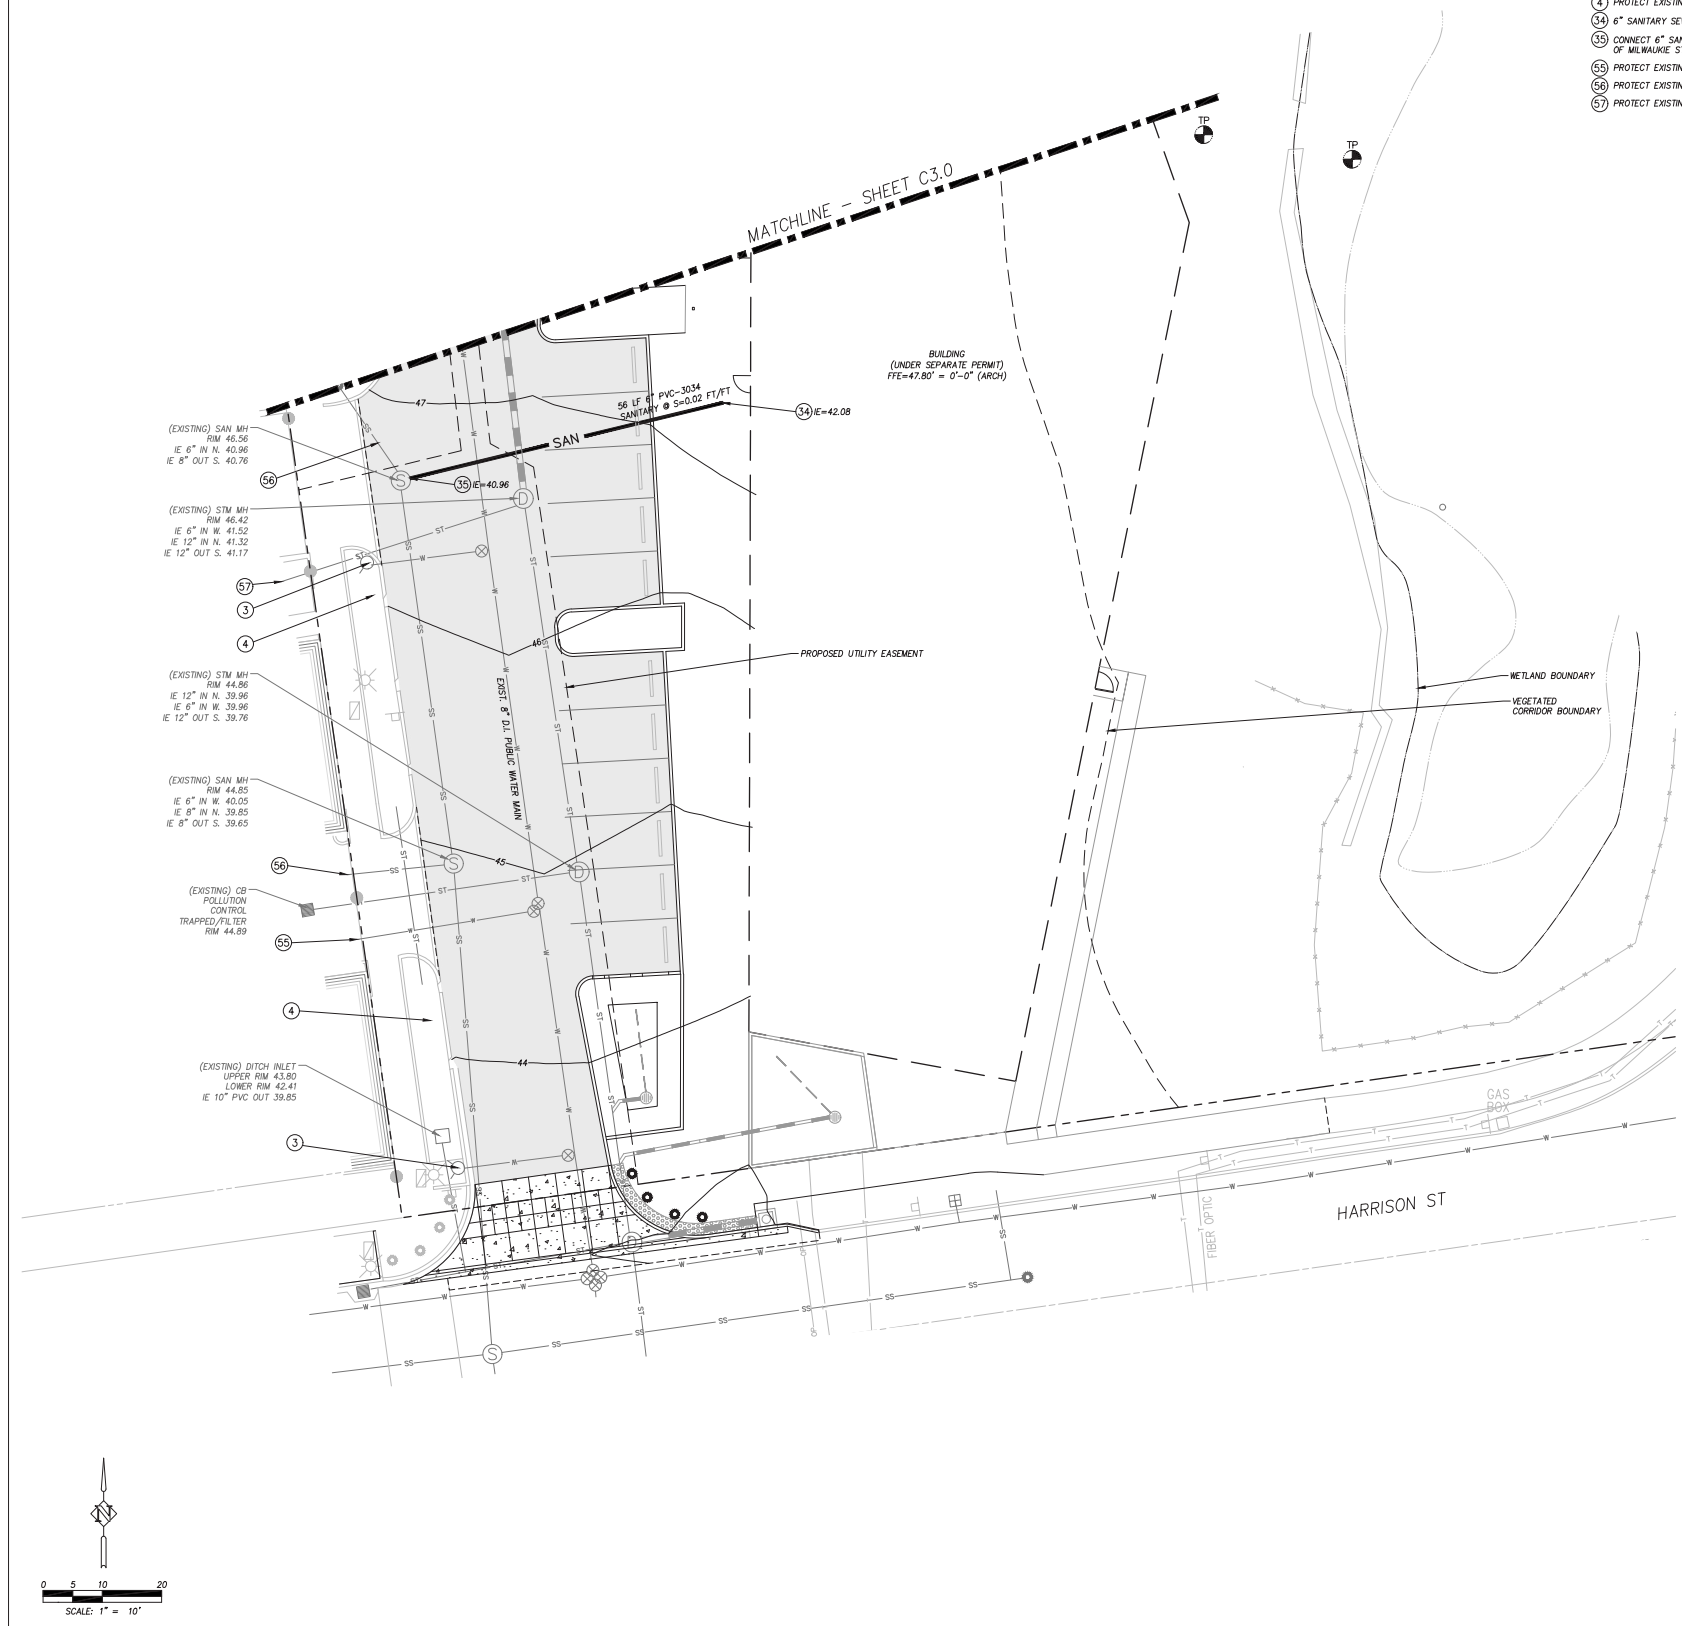 4 PROTECT EXISTIN
34 6" SANITARY SE
35 CONNECT 6" SAN
OF MILWAUKIE S
55 PROTECT EXISTIN
56 PROTECT EXISTIN
57 PROTECT EXISTIN
TP
TP
MATCHLINE - SHEET C3.0
BUILDING
(UNDER SEPARATE PERMIT)
FFE=47.80' = 0'-0" (ARCH)
47
56 LF 6" PVC-3034
SANITARY @ S=0.02 FT/FT
34 IE=42.08
SAN
(EXISTING) SAN MH
RIM 46.56
IE 6" IN N. 40.96
IE 8" OUT S. 40.76
56
S
35 IE=40.96
D
(EXISTING) STM MH
RIM 46.42
IE 6" IN W. 41.52
IE 12" IN N. 41.32
IE 12" OUT S. 41.17
57
3
4
46
PROPOSED UTILITY EASEMENT
(EXISTING) STM MH
RIM 44.86
IE 12" IN N. 39.96
IE 6" IN W. 39.96
IE 12" OUT S. 39.76
EXIST. 8" D.I. PUBLIC WATER MAIN
WETLAND BOUNDARY
VEGETATED
CORRIDOR BOUNDARY
(EXISTING) SAN MH
RIM 44.85
IE 6" IN W. 40.05
IE 8" IN N. 39.85
IE 8" OUT S. 39.65
45
56
S
D
(EXISTING) CB
POLLUTION
CONTROL
TRAPPED/FILTER
RIM 44.89
55
4
44
(EXISTING) DITCH INLET
UPPER RIM 43.80
LOWER RIM 42.41
IE 10" PVC OUT 39.85
3
GAS
BOX
FIBER OPTIC
HARRISON ST
D
S
N
0 5 10 20
SCALE: 1" = 10'